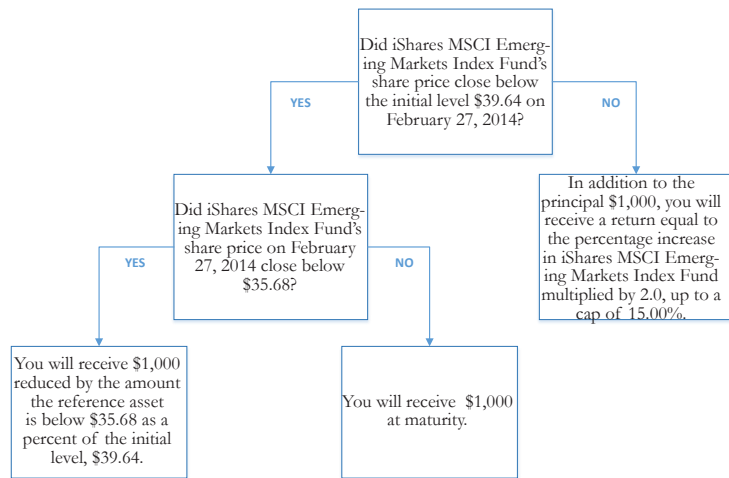 Did iShares MSCI Emerg-
ing Markets Index Fund's
share price close below
the initial level $39.64 on
February 27, 2014?
YES
NO
Did iShares MSCI Emerg-
ing Markets Index Fund's
share price on February
27, 2014 close below
$35.68?
In addition to the
principal $1,000, you will
receive a return equal to
the percentage increase
in iShares MSCI Emerg-
ing Markets Index Fund
multiplied by 2.0, up to a
cap of 15.00%.
YES
NO
You will receive $1,000
reduced by the amount
the reference asset
is below $35.68 as a
percent of the initial
level, $39.64.
You will receive $1,000
at maturity.